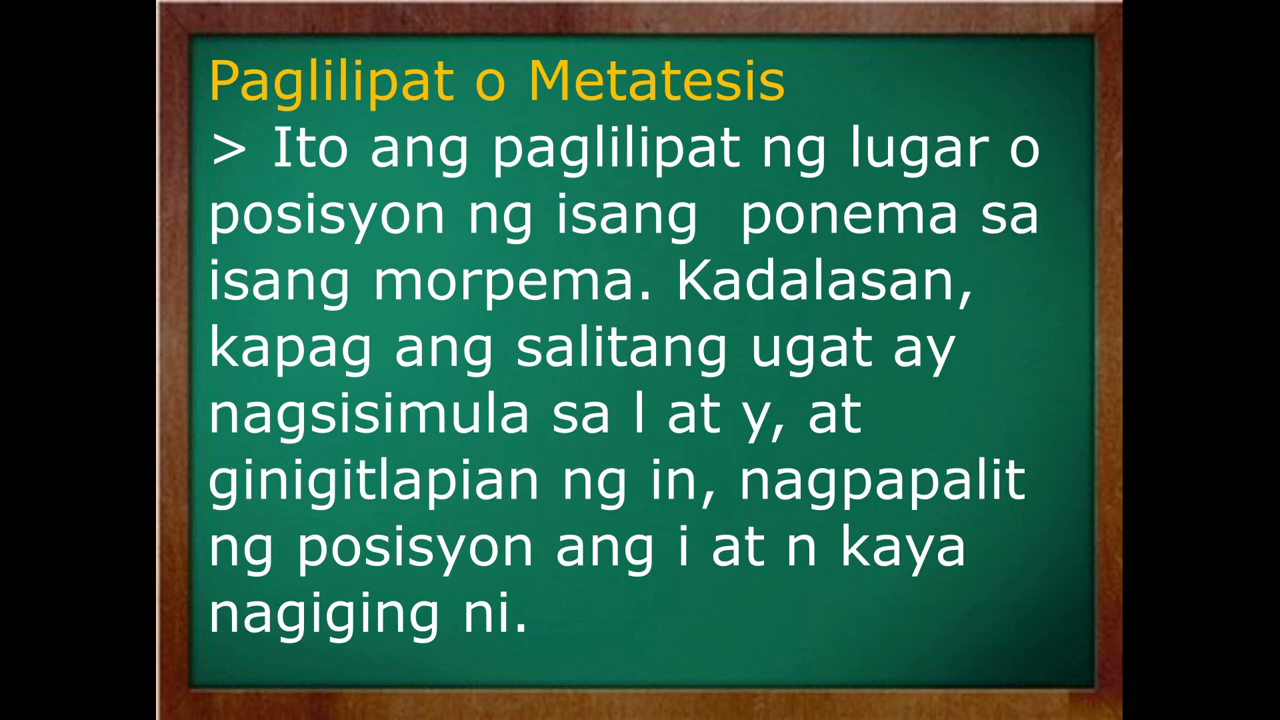 Paglilipat o Metatesis
> Ito ang paglilipat ng lugar o
posisyon ng isang  ponema sa
isang morpema. Kadalasan,
kapag ang salitang ugat ay
nagsisimula sa l at y, at
ginigitlapian ng in, nagpapalit
ng posisyon ang i at n kaya
nagiging ni.